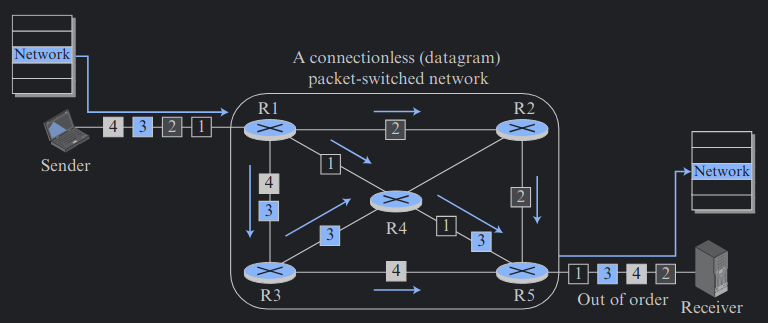 A connectionless (datagram)
packet-switched network
Network
Sender
4 3 2 1
R1
R2
2
1
4
3
2
R4
3
1
3
4
R3
R5
Network
1 3 4 2
Out of order
Receiver